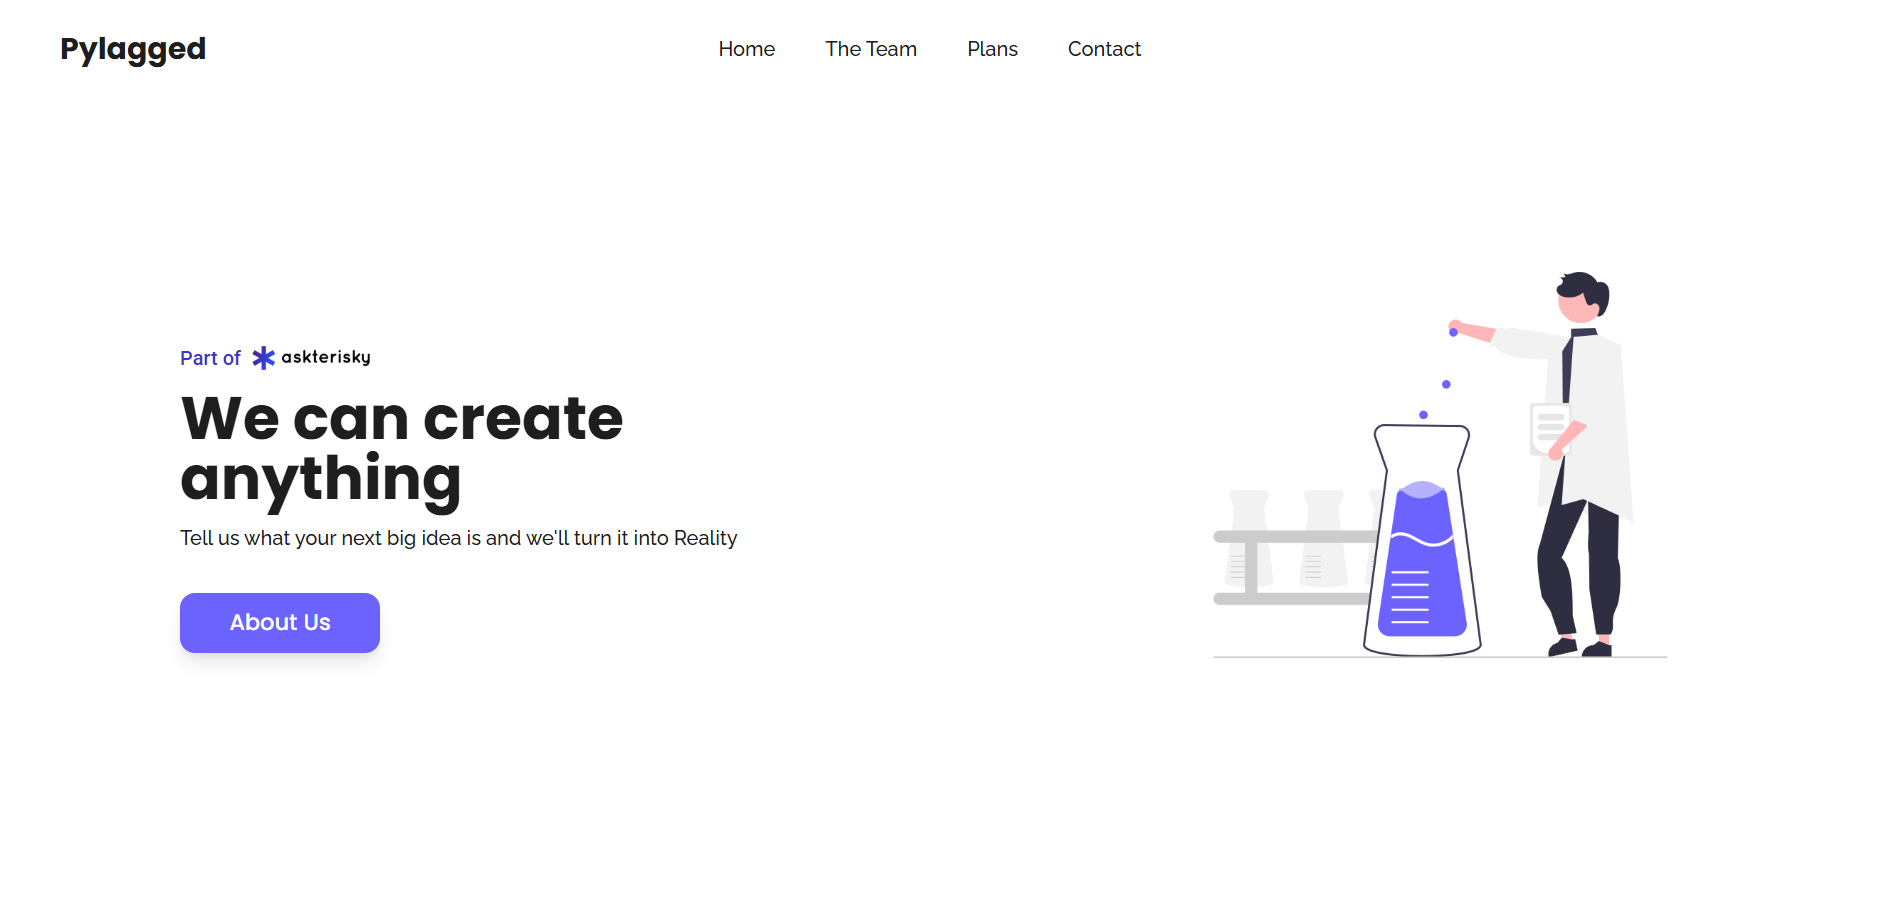 Pylagged
Home
The Team
Plans
Contact
Part of askterisky
We can create
anything
Tell us what your next big idea is and we'll turn it into Reality
About Us